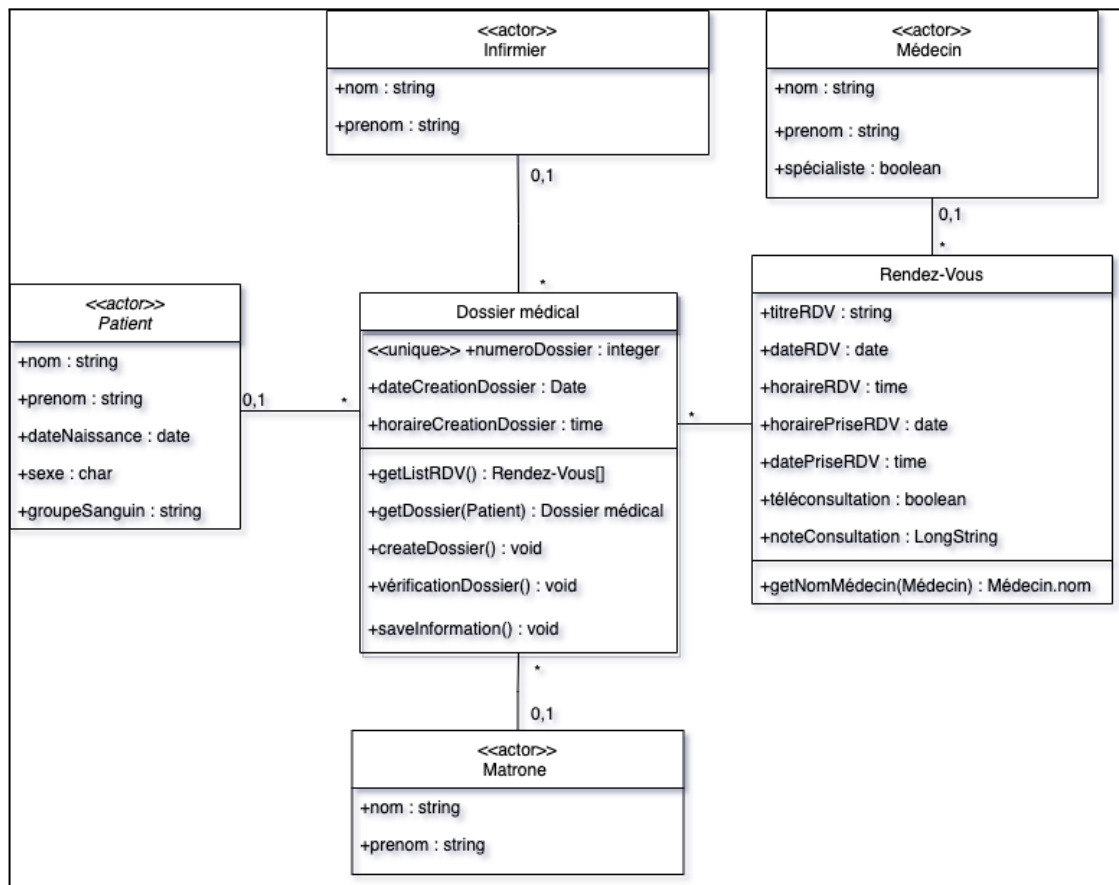 <<actor>>
Infirmier
+nom : string
+prenom : string
0,1
*
<<actor>>
Médecin
+nom : string
+prenom : string
+spécialiste : boolean
0,1
*
<<actor>>
Patient
+nom : string
+prenom : string
+dateNaissance : date
+sexe : char
+groupeSanguin : string
0,1
*
Dossier médical
<<unique>> +numeroDossier : integer
+dateCreationDossier : Date
+horaireCreationDossier : time
+getListRDV() : Rendez-Vous[]
+getDossier(Patient) : Dossier médical
+createDossier() : void
+vérificationDossier() : void
+saveInformation() : void
*
Rendez-Vous
+titreRDV : string
+dateRDV : date
+horaireRDV : time
+horairePriseRDV : date
+datePriseRDV : time
+téléconsultation : boolean
+noteConsultation : LongString
+getNomMédecin(Médecin) : Médecin.nom
*
0,1
<<actor>>
Matrone
+nom : string
+prenom : string